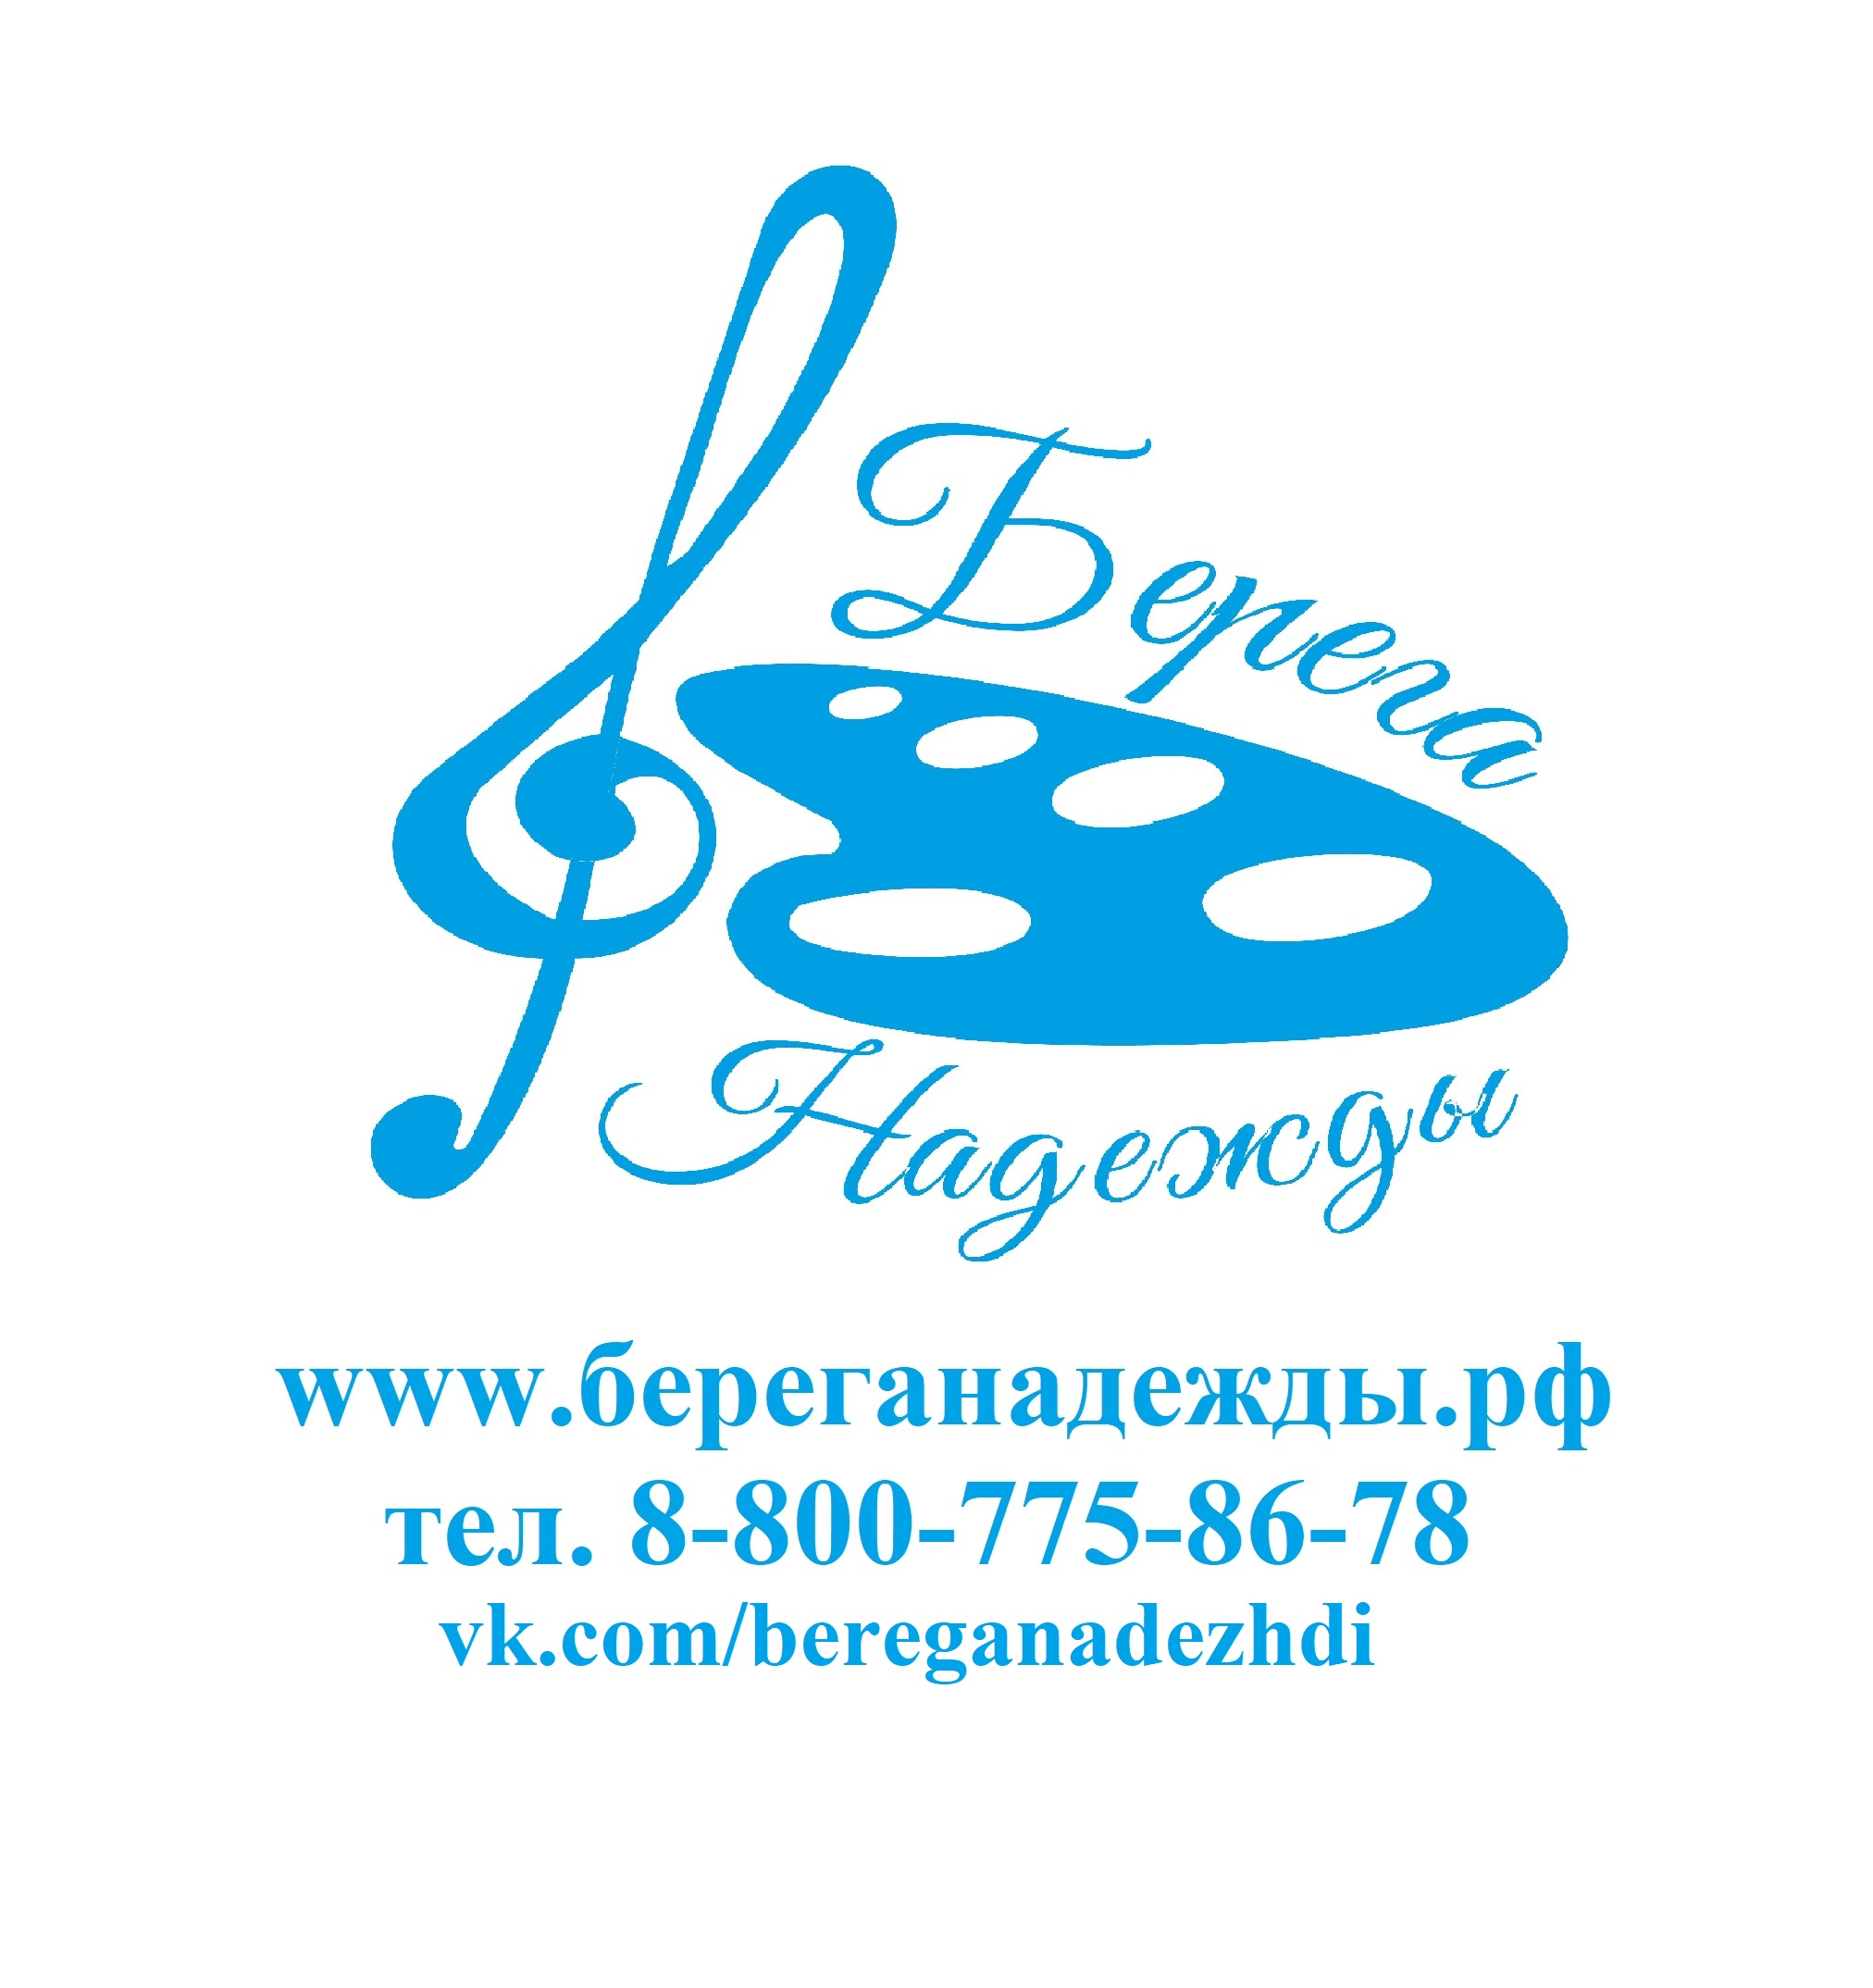 Берега
Надежды
www.береганадежды.рф
тел. 8-800-775-86-78
vk.com/bereganadezhdi